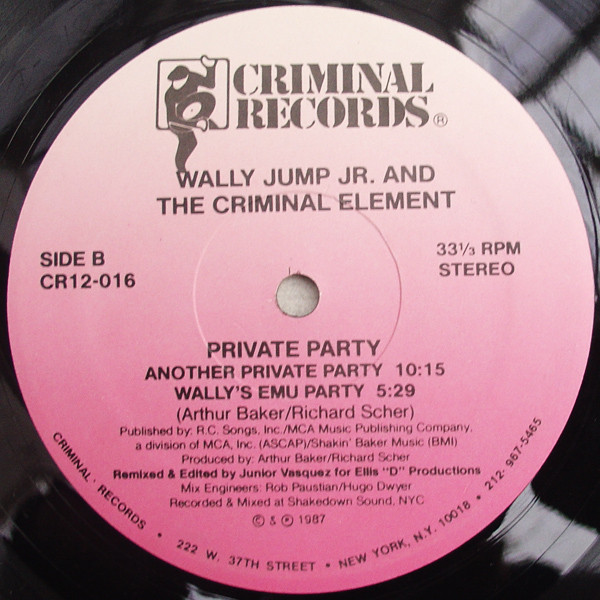 CRIMINAL
RECORDS®
WALLY JUMP JR. AND
THE CRIMINAL ELEMENT
SIDE B
CR12-016
33⅓ RPM
STEREO
PRIVATE PARTY
ANOTHER PRIVATE PARTY 10:15
WALLY'S EMU PARTY 5:29
(Arthur Baker/Richard Scher)
Published by: R.C. Songs, Inc./MCA Music Publishing Company,
a division of MCA, Inc. (ASCAP)/Shakin' Baker Music (BMI)
Produced by: Arthur Baker/Richard Scher
Remixed & Edited by Junior Vasquez for Ellis "D" Productions
Mix Engineers: Rob Paustian/Hugo Dwyer
Recorded & Mixed at Shakedown Sound, NYC
© & ℗ 1987
CRIMINAL · RECORDS • 222 W. 37TH STREET • NEW YORK, N.Y. 10018 • 212-967-5465